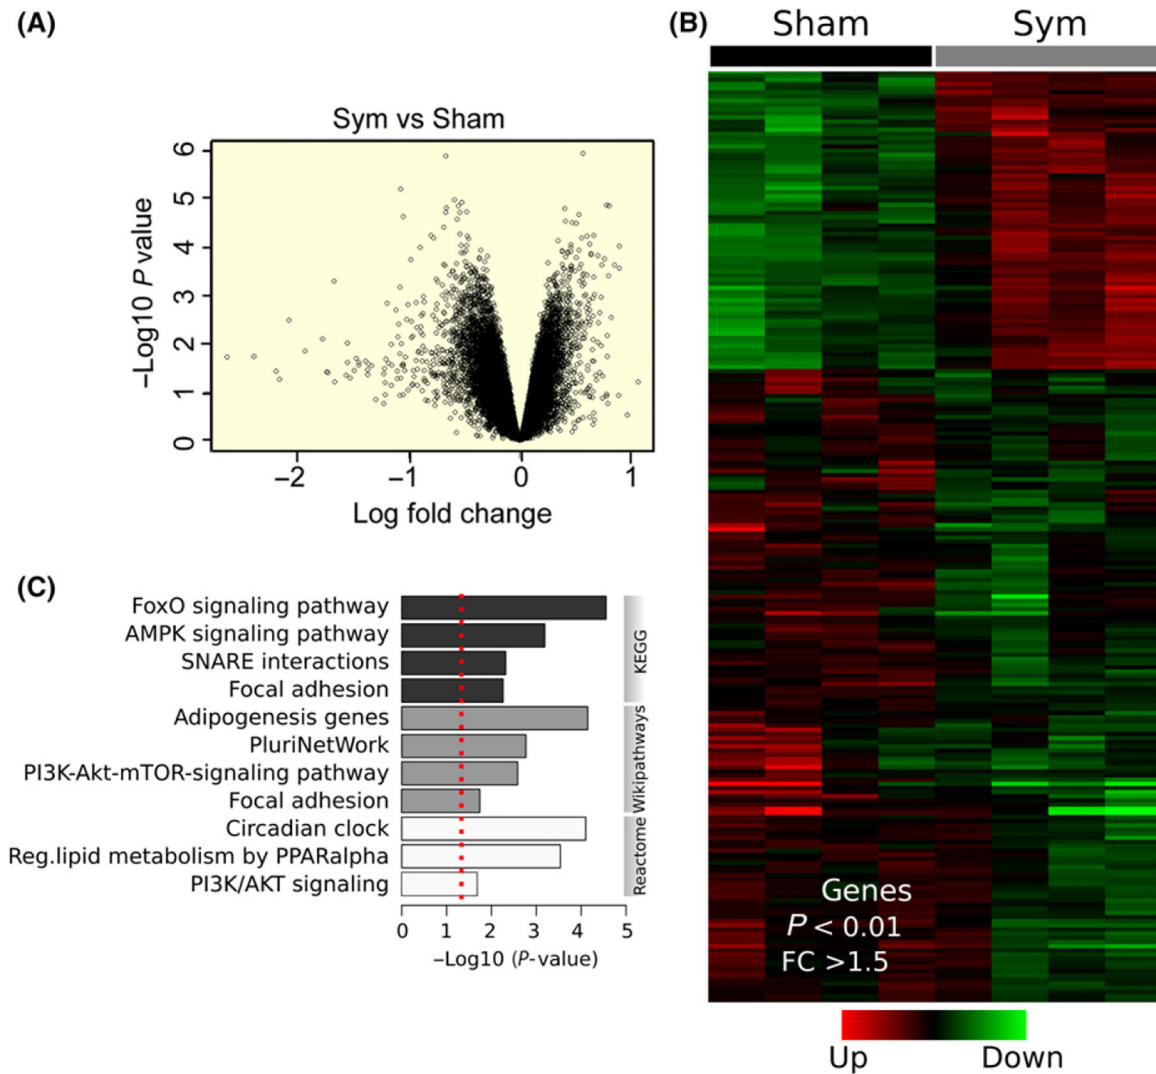 (A)
Sym vs Sham
6
5
4
3
2
1
0
–Log10 P value
–2 –1 0 1
Log fold change
(B)
Sham Sym
Genes
P < 0.01
FC >1.5
Up Down
(C)
FoxO signaling pathway
AMPK signaling pathway
SNARE interactions
Focal adhesion
KEGG
Adipogenesis genes
PluriNetWork
PI3K-Akt-mTOR-signaling pathway
Focal adhesion
Wikipathways
Circadian clock
Reg.lipid metabolism by PPARalpha
PI3K/AKT signaling
Reactome
0 1 2 3 4 5
–Log10 (P-value)